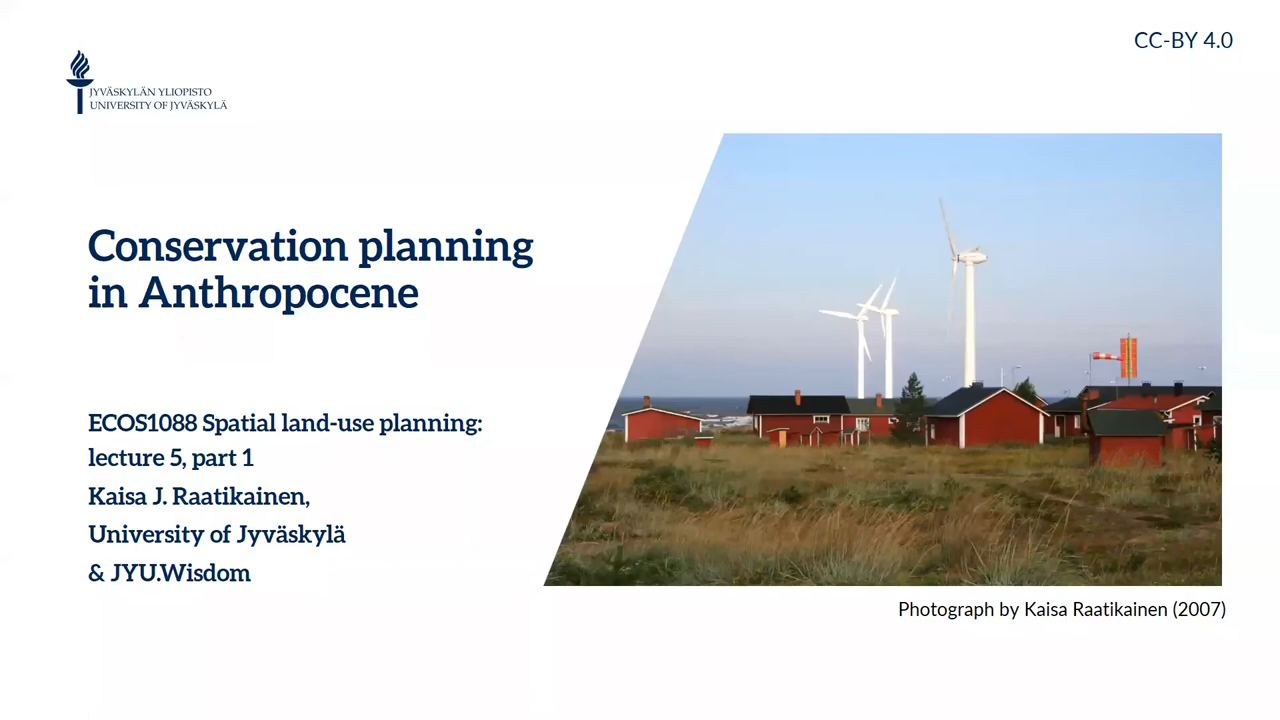 CC-BY 4.0
JYVÄSKYLÄN YLIOPISTO
UNIVERSITY OF JYVÄSKYLÄ
Conservation planning
in Anthropocene
ECOS1088 Spatial land-use planning:
lecture 5, part 1
Kaisa J. Raatikainen,
University of Jyväskylä
& JYU.Wisdom
Photograph by Kaisa Raatikainen (2007)